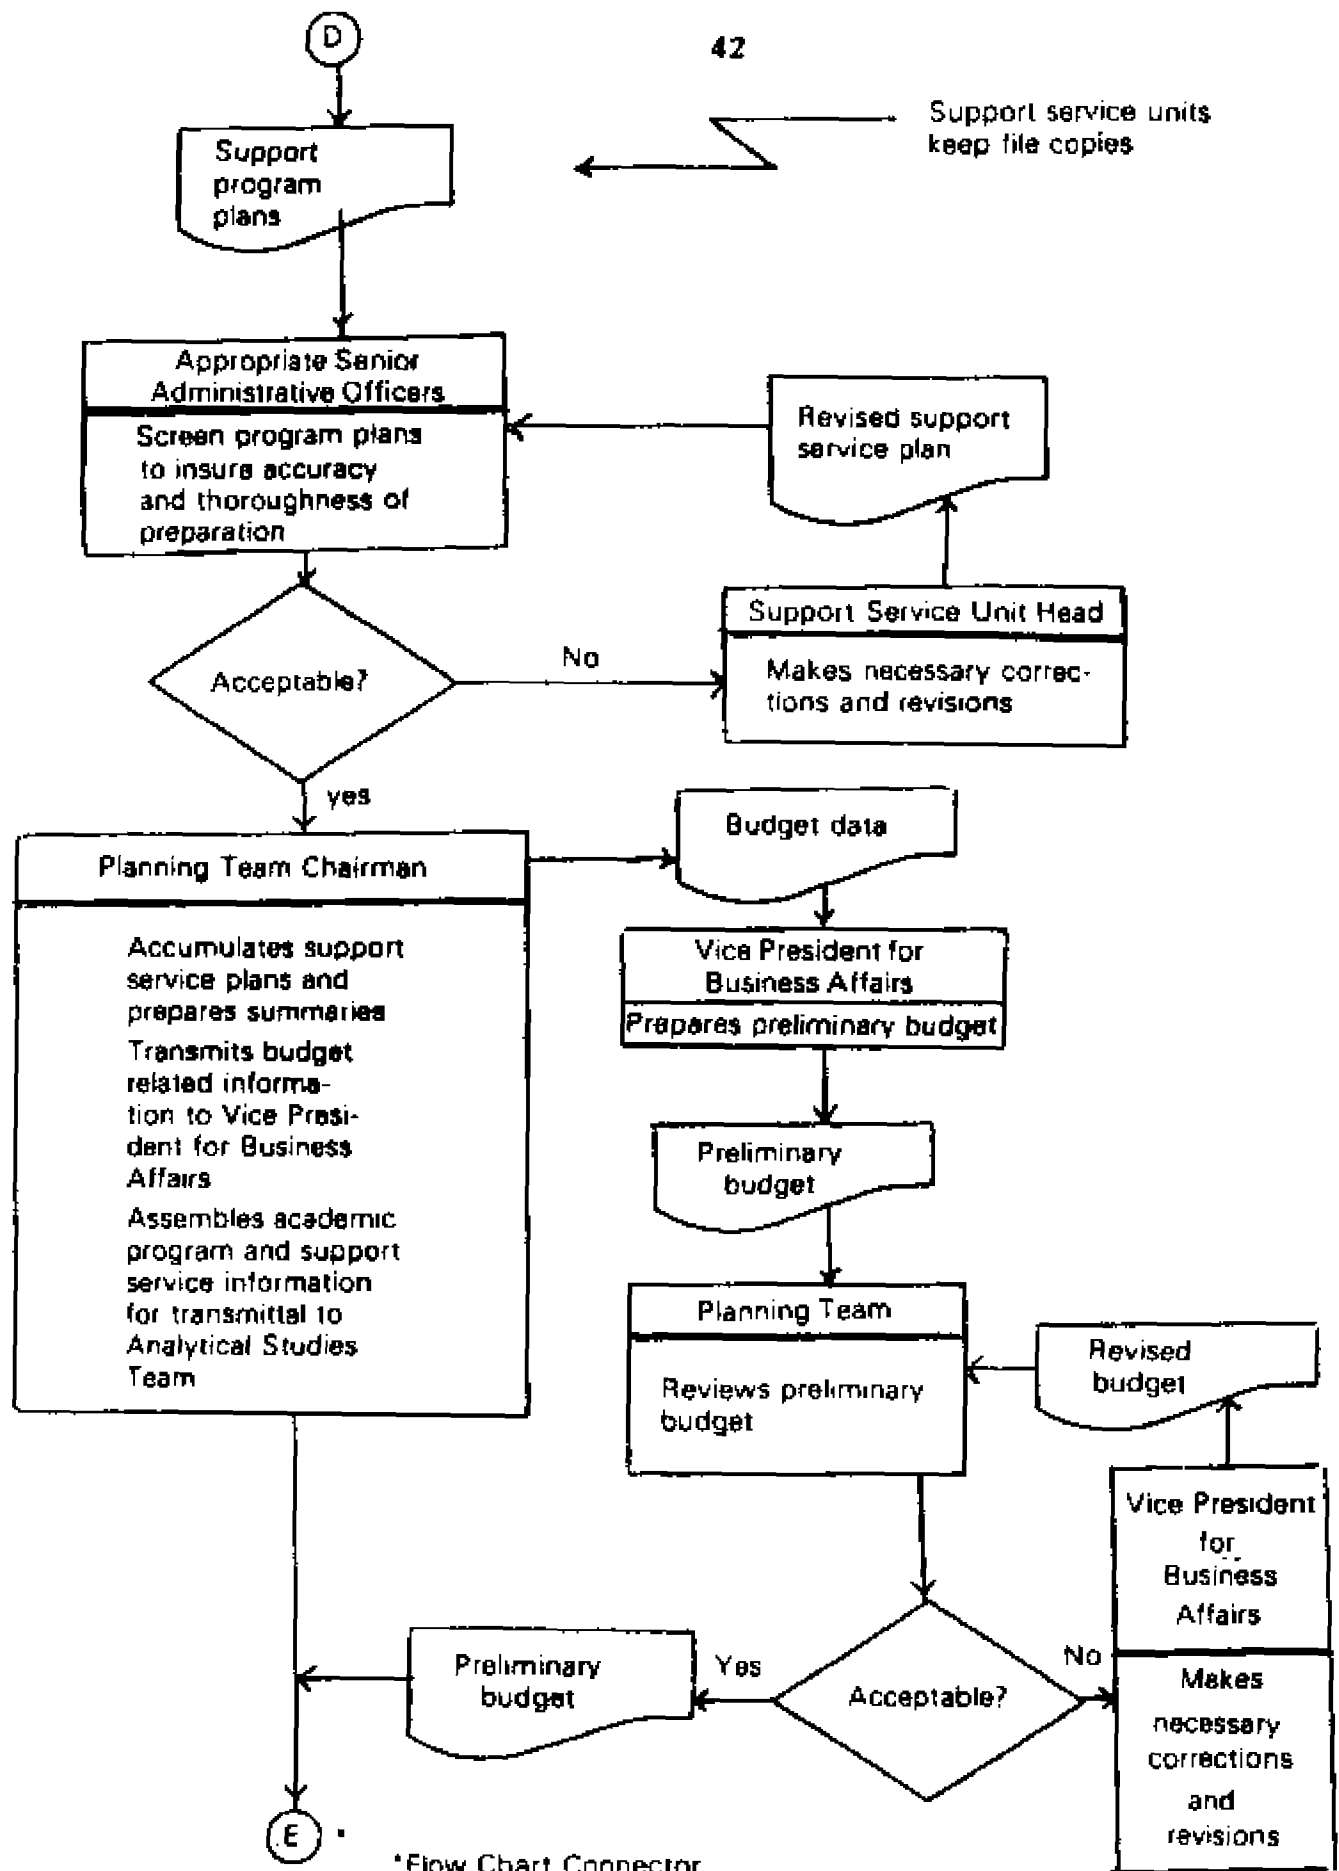 D
42
Support service units
keep file copies
Support
program
plans
Appropriate Senior
Administrative Officers
Screen program plans
to insure accuracy
and thoroughness of
preparation
Revised support
service plan
Support Service Unit Head
Makes necessary correc-
tions and revisions
Acceptable?
No
yes
Planning Team Chairman
Accumulates support
service plans and
prepares summaries
Transmits budget
related informa-
tion to Vice Presi-
dent for Business
Affairs
Assembles academic
program and support
service information
for transmittal to
Analytical Studies
Team
Budget data
Vice President for
Business Affairs
Prepares preliminary budget
Preliminary
budget
Planning Team
Reviews preliminary
budget
Revised
budget
Vice President
for
Business
Affairs
Makes
necessary
corrections
and
revisions
Acceptable?
No
Yes
Preliminary
budget
E *
*Flow Chart Connector